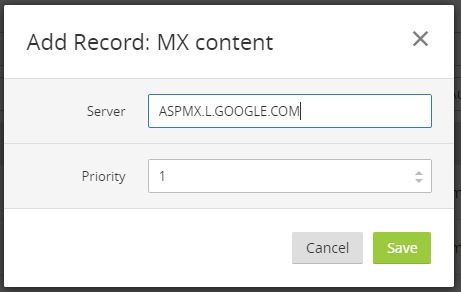 Add Record: MX content
Server ASPMX.L.GOOGLE.COM
Priority 1
Cancel Save